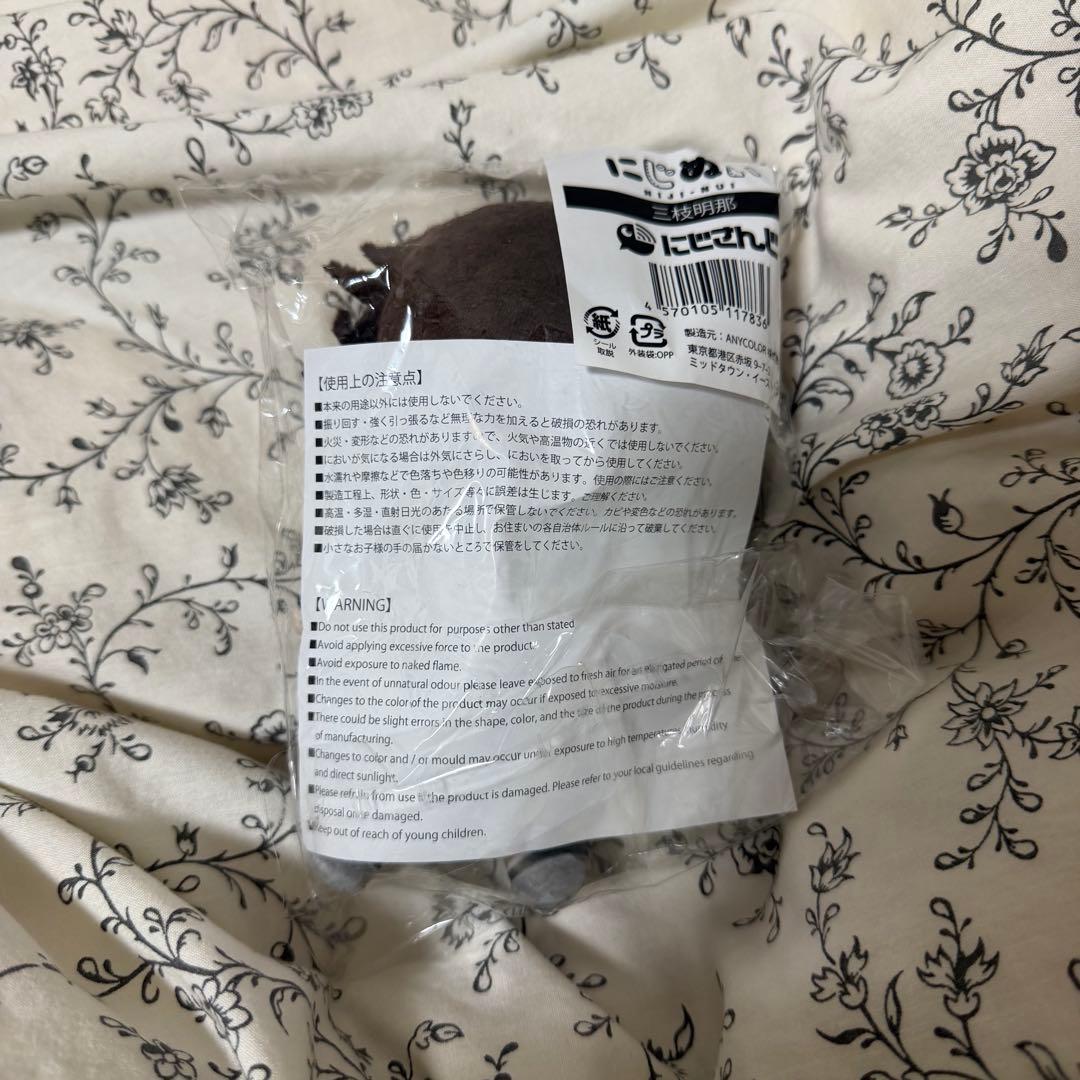 にじぬい
NIJI-NUI
三枝明那
にじさんじ
4 570105 117836
紙
シール
取説
プラ
外装袋:OPP
製造元:ANYCOLOR
東京都港区赤坂 9-7-
ミッドタウン・イースト
【使用上の注意点】
■本来の用途以外には使用しないでください。
■振り回す・強く引っ張るなど無理な力を加えると破損の恐れがあります。
■火災・変形などの恐れがありますので、火気や高温物の近くでは使用しないでください。
■においが気になる場合は外気にさらし、においを取ってから使用してください。
■水濡れや摩擦などで色落ちや色移りの可能性があります。使用の際にはご注意ください。
■製造工程上、形状・色・サイズ等々に誤差は生じます。ご理解ください。
■高温・多湿・直射日光のあたる場所で保管しないでください。カビや変色などの恐れがあります。
■破損した場合は直ぐに使用を中止し、お住まいの各自治体ルールに沿って破棄してください。
■小さなお子様の手の届かないところで保管をしてください。
【WARNING】
■Do not use this product for purposes other than stated
■Avoid applying excessive force to the product.
■Avoid exposure to naked flame.
■In the event of unnatural odour please leave exposed to fresh air for an elongated period of time
■Changes to the color of the product may occur if exposed to excessive moisture.
■There could be slight errors in the shape, color, and the size of the product during the process
of manufacturing.
■Changes to color and / or mould may occur under exposure to high temperature, humidity
and direct sunlight.
■Please refrain from use if the product is damaged. Please refer to your local guidelines regarding
disposal once damaged.
■Keep out of reach of young children.